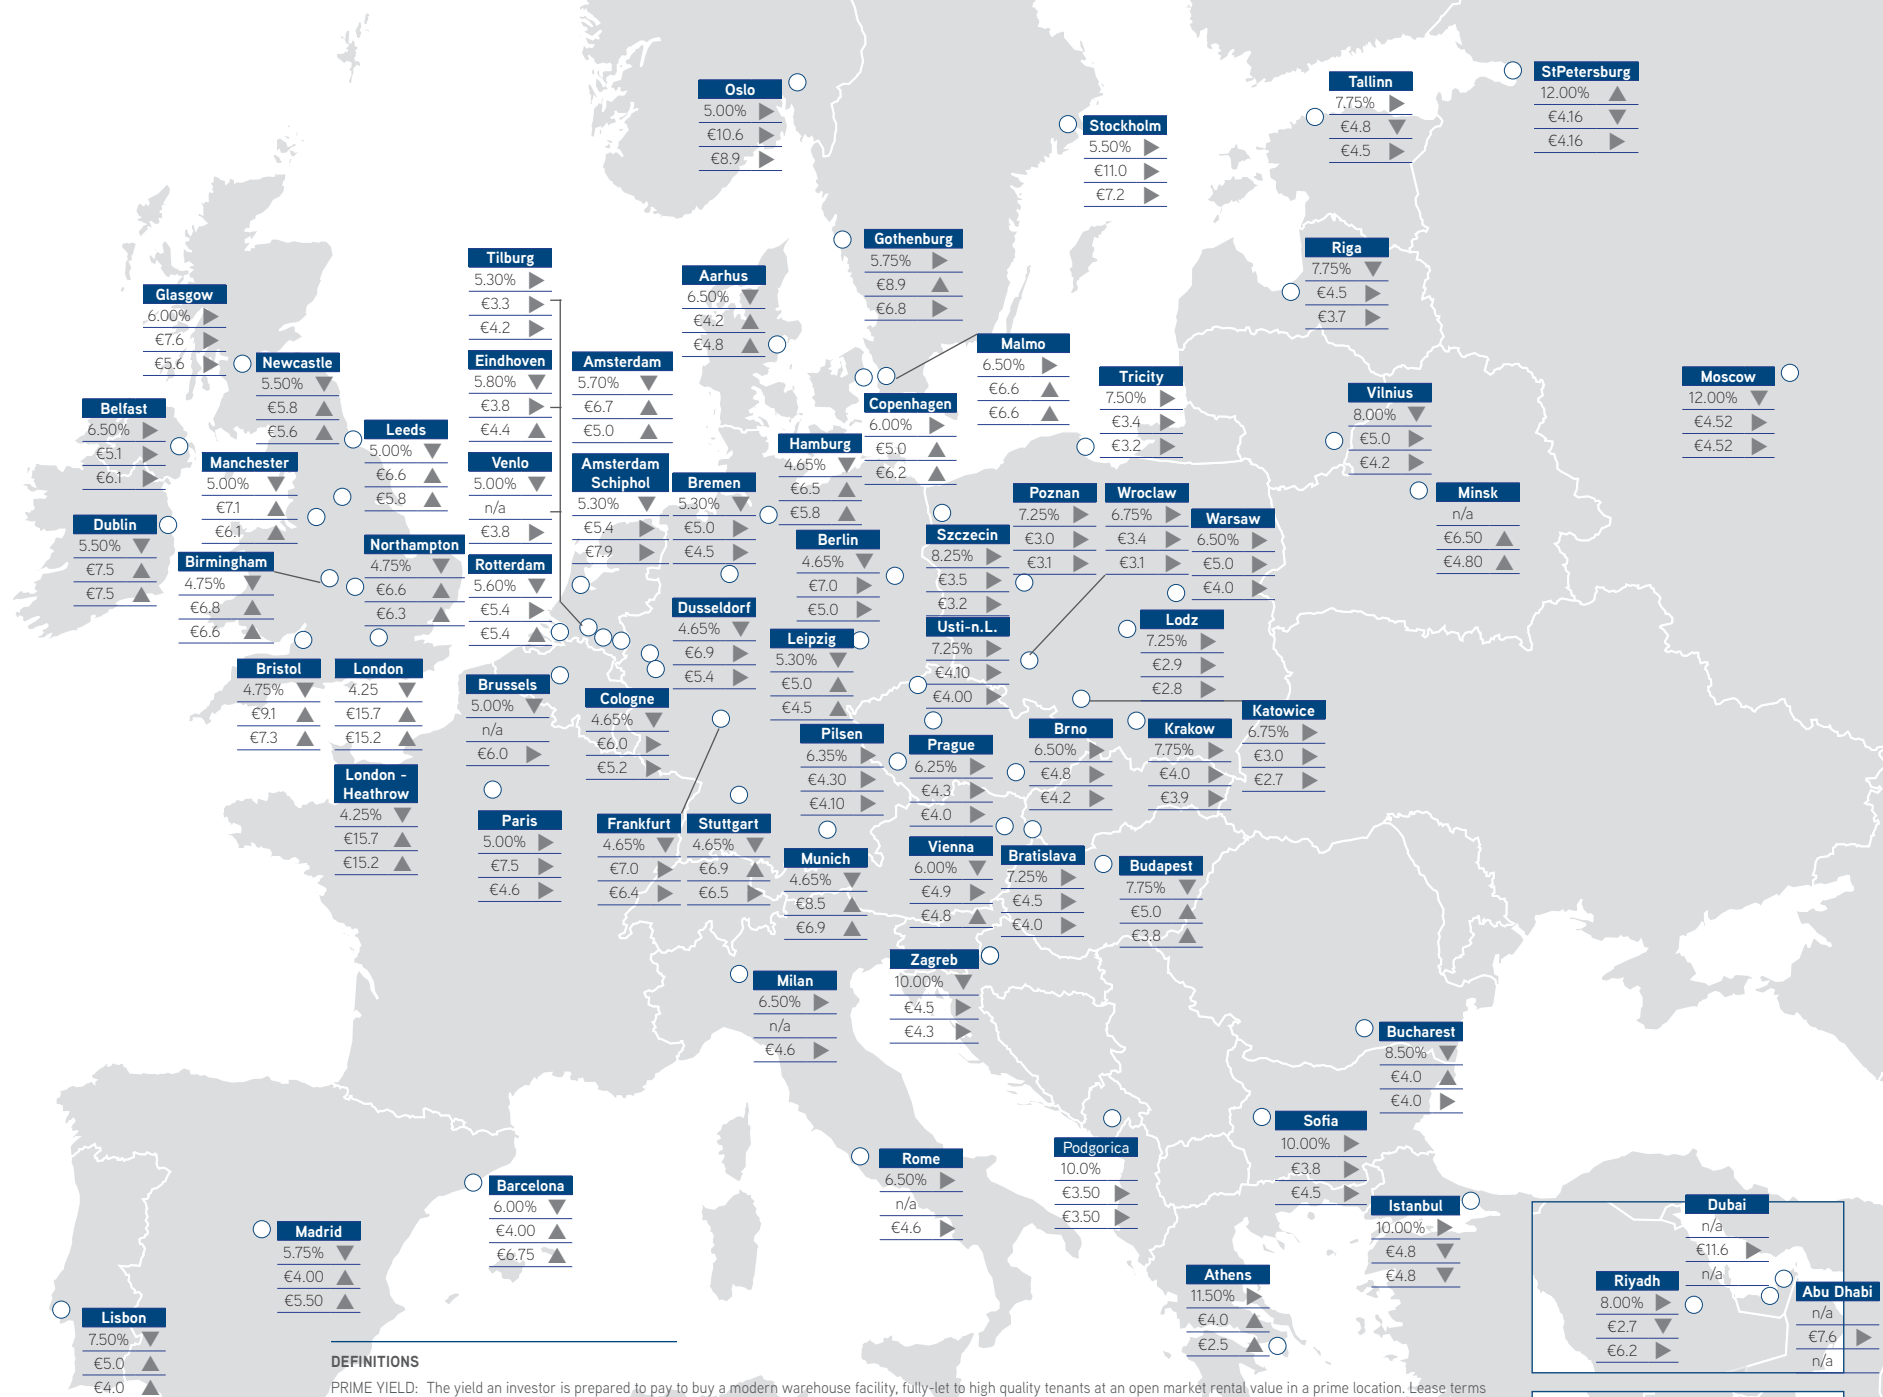 Oslo
5.00%
€10.6
€8.9
Stockholm
5.50%
€11.0
€7.2
Tallinn
7.75%
€4.8
€4.5
StPetersburg
12.00%
€4.16
€4.16
Gothenburg
5.75%
€8.9
€6.8
Riga
7.75%
€4.5
€3.7
Tilburg
5.30%
€3.3
€4.2
Aarhus
6.50%
€4.2
€4.8
Glasgow
6.00%
€7.6
€5.6
Newcastle
5.50%
€5.8
€5.6
Eindhoven
5.80%
€3.8
€4.4
Amsterdam
5.70%
€6.7
€5.0
Malmo
6.50%
€6.6
€6.6
Tricity
7.50%
€3.4
€3.2
Vilnius
8.00%
€5.0
€4.2
Moscow
12.00%
€4.52
€4.52
Belfast
6.50%
€5.1
€6.1
Leeds
5.00%
€6.6
€5.8
Copenhagen
6.00%
€5.0
€6.2
Hamburg
4.65%
€6.5
€5.8
Manchester
5.00%
€7.1
€6.1
Venlo
5.00%
n/a
€3.8
Amsterdam
Schiphol
5.30%
€5.4
€7.9
Bremen
5.30%
€5.0
€4.5
Poznan
7.25%
€3.0
€3.1
Wroclaw
6.75%
€3.4
€3.1
Warsaw
6.50%
€5.0
€4.0
Minsk
n/a
€6.50
€4.80
Dublin
5.50%
€7.5
€7.5
Birmingham
4.75%
€6.8
€6.6
Northampton
4.75%
€6.6
€6.3
Rotterdam
5.60%
€5.4
€5.4
Berlin
4.65%
€7.0
€5.0
Szczecin
8.25%
€3.5
€3.2
Dusseldorf
4.65%
€6.9
€5.4
Leipzig
5.30%
€5.0
€4.5
Usti-n.L.
7.25%
€4.10
€4.00
Lodz
7.25%
€2.9
€2.8
Bristol
4.75%
€9.1
€7.3
London
4.25
€15.7
€15.2
Brussels
5.00%
n/a
€6.0
Cologne
4.65%
€6.0
€5.2
Pilsen
6.35%
€4.30
€4.10
Prague
6.25%
€4.3
€4.0
Brno
6.50%
€4.8
€4.2
Krakow
7.75%
€4.0
€3.9
Katowice
6.75%
€3.0
€2.7
London -
Heathrow
4.25%
€15.7
€15.2
Paris
5.00%
€7.5
€4.6
Frankfurt
4.65%
€7.0
€6.4
Stuttgart
4.65%
€6.9
€6.5
Munich
4.65%
€8.5
€6.9
Vienna
6.00%
€4.9
€4.8
Bratislava
7.25%
€4.5
€4.0
Budapest
7.75%
€5.0
€3.8
Zagreb
10.00%
€4.5
€4.3
Milan
6.50%
n/a
€4.6
Bucharest
8.50%
€4.0
€4.0
Sofia
10.00%
€3.8
€4.5
Podgorica
10.0%
€3.50
€3.50
Rome
6.50%
n/a
€4.6
Barcelona
6.00%
€4.00
€6.75
Madrid
5.75%
€4.00
€5.50
Istanbul
10.00%
€4.8
€4.8
Dubai
n/a
€11.6
n/a
Athens
11.50%
€4.0
€2.5
Riyadh
8.00%
€2.7
€6.2
Abu Dhabi
n/a
€7.6
n/a
Lisbon
7.50%
€5.0
€4.0
DEFINITIONS
PRIME YIELD: The yield an investor is prepared to pay to buy a modern warehouse facility, fully-let to high quality tenants at an open market rental value in a prime location. Lease terms